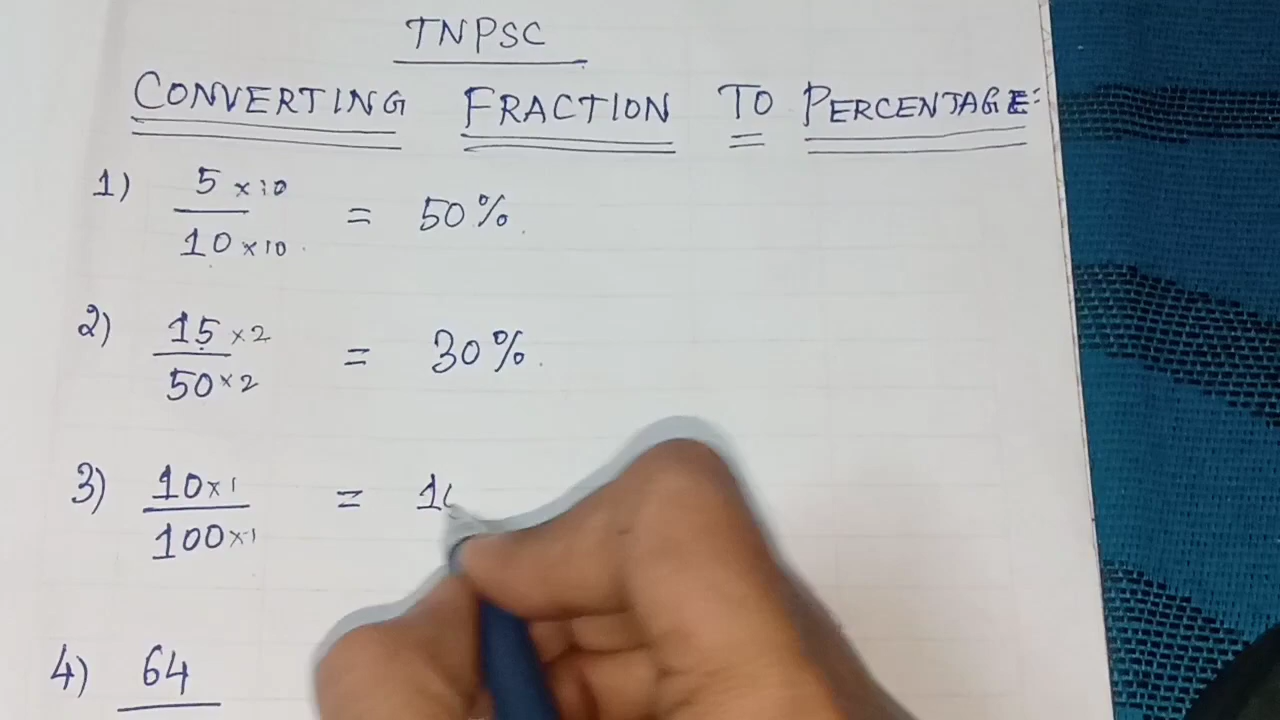 TNPSC
CONVERTING FRACTION TO PERCENTAGE:
1) 5 × 10
10 × 10 = 50%.
2) 15 × 2
50 × 2 = 30%.
3) 10 × 1
100 × 1 = 1
4) 64